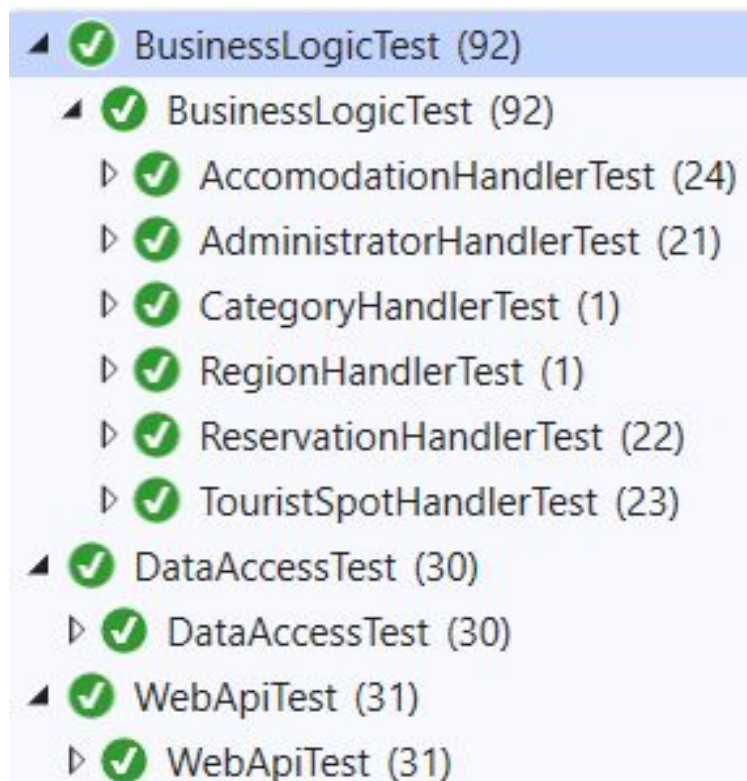 BusinessLogicTest (92)
BusinessLogicTest (92)
AccomodationHandlerTest (24)
AdministratorHandlerTest (21)
CategoryHandlerTest (1)
RegionHandlerTest (1)
ReservationHandlerTest (22)
TouristSpotHandlerTest (23)
DataAccessTest (30)
DataAccessTest (30)
WebApiTest (31)
WebApiTest (31)